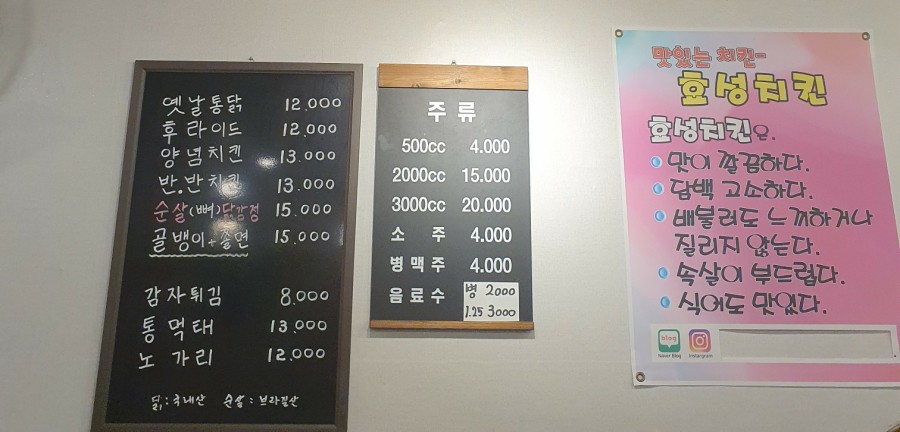 옛날통닭 12.000
후라이드 12.000
양념치킨 13.000
반.반치킨 13.000
순살(뼈)닭강정 15.000
골뱅이+쫄면 15.000
감자튀김 8.000
통먹태 13.000
노가리 12.000
닭:국내산 순살:브라질산
주류
500cc 4.000
2000cc 15.000
3000cc 20.000
소주 4.000
병맥주 4.000
음료수 병 2000
1.25 3000
맛있는 치킨~
효성치킨
효성치킨은.
맛이 깔끔하다.
담백 고소하다.
배불러도 느끼하거나
질리지 않는다.
속살이 부드럽다.
식어도 맛있다.
blog
Naver Blog Instargram